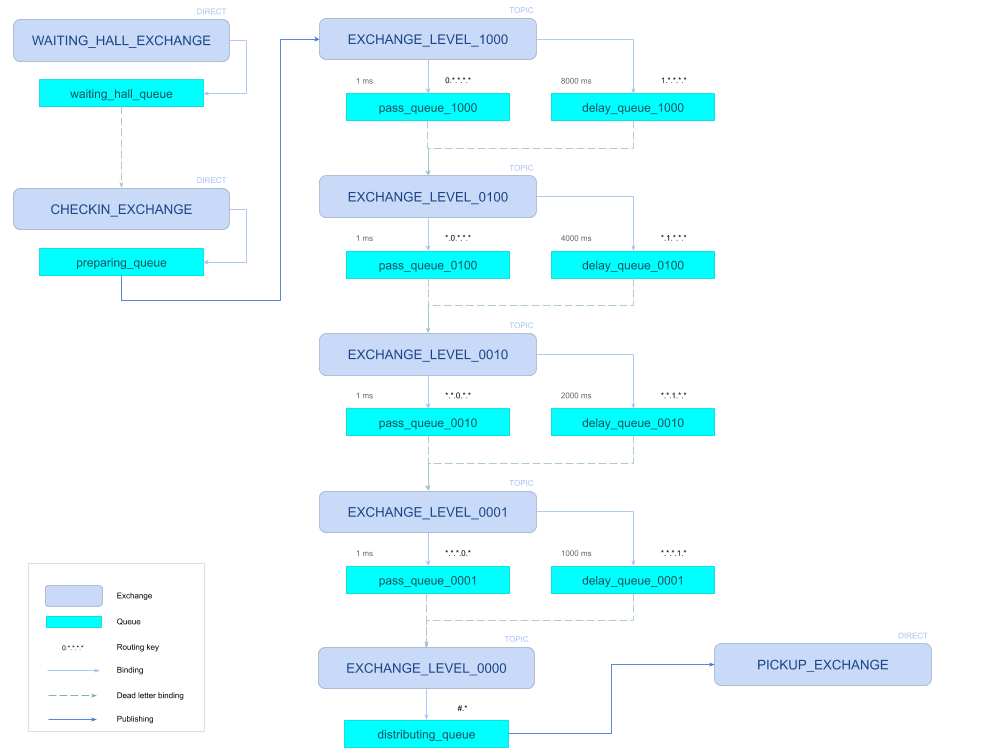 DIRECT
WAITING_HALL_EXCHANGE
waiting_hall_queue
DIRECT
CHECKIN_EXCHANGE
preparing_queue
TOPIC
EXCHANGE_LEVEL_1000
1 ms
0.*.*.*.*
8000 ms
1.*.*.*.*
pass_queue_1000
delay_queue_1000
TOPIC
EXCHANGE_LEVEL_0100
1 ms
*.0.*.*.*
4000 ms
*.1.*.*.*
pass_queue_0100
delay_queue_0100
TOPIC
EXCHANGE_LEVEL_0010
1 ms
*.*.0.*.*
2000 ms
*.*.1.*.*
pass_queue_0010
delay_queue_0010
TOPIC
EXCHANGE_LEVEL_0001
1 ms
*.*.*.0.*
1000 ms
*.*.*.1.*
pass_queue_0001
delay_queue_0001
TOPIC
EXCHANGE_LEVEL_0000
#.*
distributing_queue
DIRECT
PICKUP_EXCHANGE
Exchange
Queue
0.*.*.*.*
Routing key
Binding
Dead letter binding
Publishing